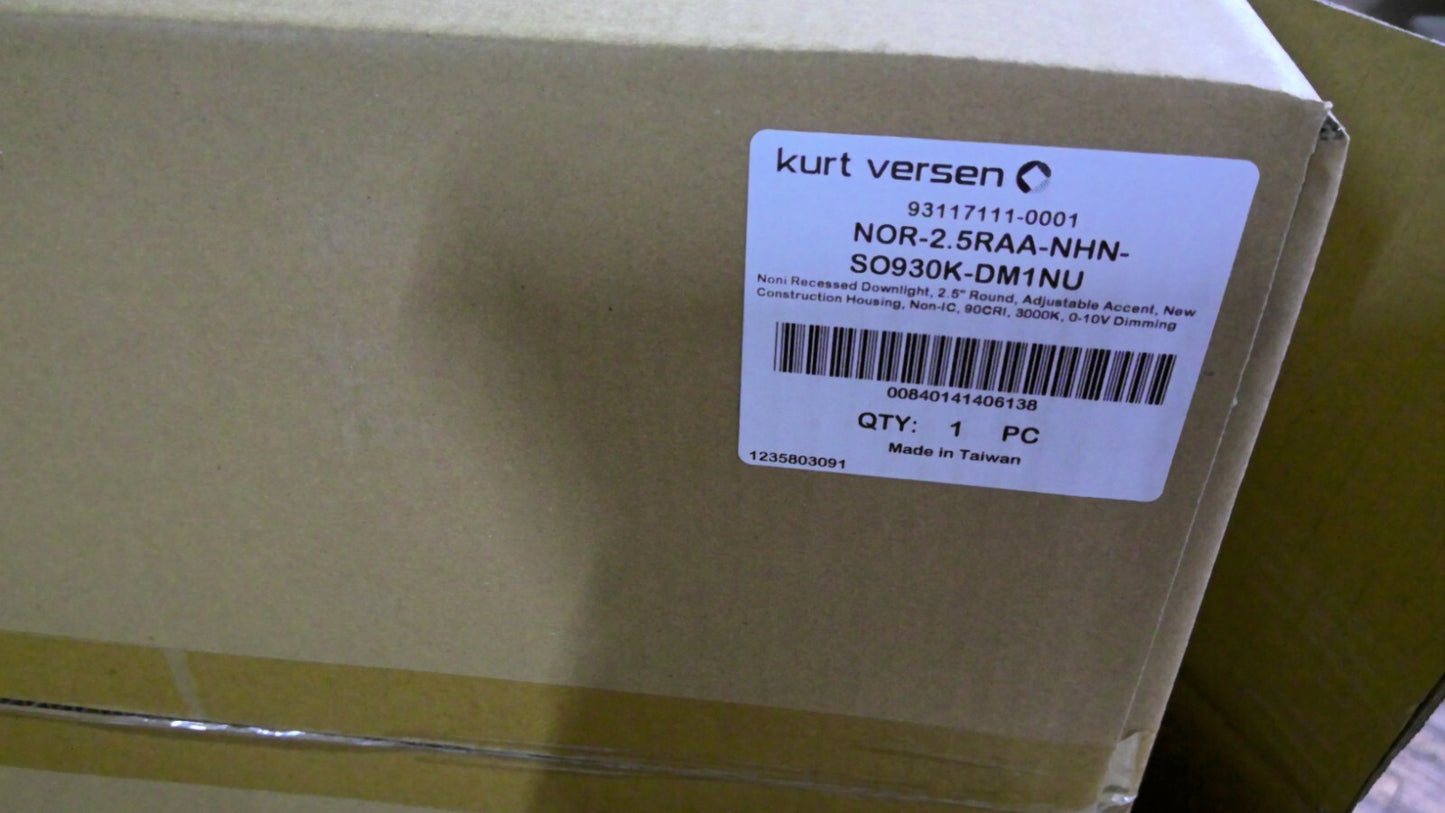 kurt versen
93117111-0001
NOR-2.5RAA-NHN-
SO930K-DM1NU
Noni Recessed Downlight, 2.5" Round, Adjustable Accent, New
Construction Housing, Non-IC, 90CRI, 3000K, 0-10V Dimming
00840141406138
QTY: 1 PC
Made in Taiwan
1235803091